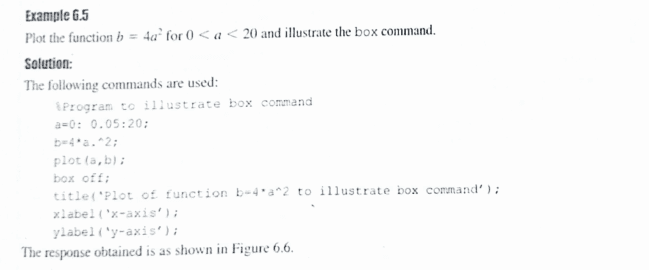 Example 6.5
Plot the function b = 4a² for 0 < a < 20 and illustrate the box command.
Solution:
The following commands are used:
%Program to illustrate box command
a=0: 0.05:20;
b=4*a.^2;
plot(a,b);
box off;
title('Plot of function b=4*a^2 to illustrate box command');
xlabel('x-axis');
ylabel('y-axis');
The response obtained is as shown in Figure 6.6.